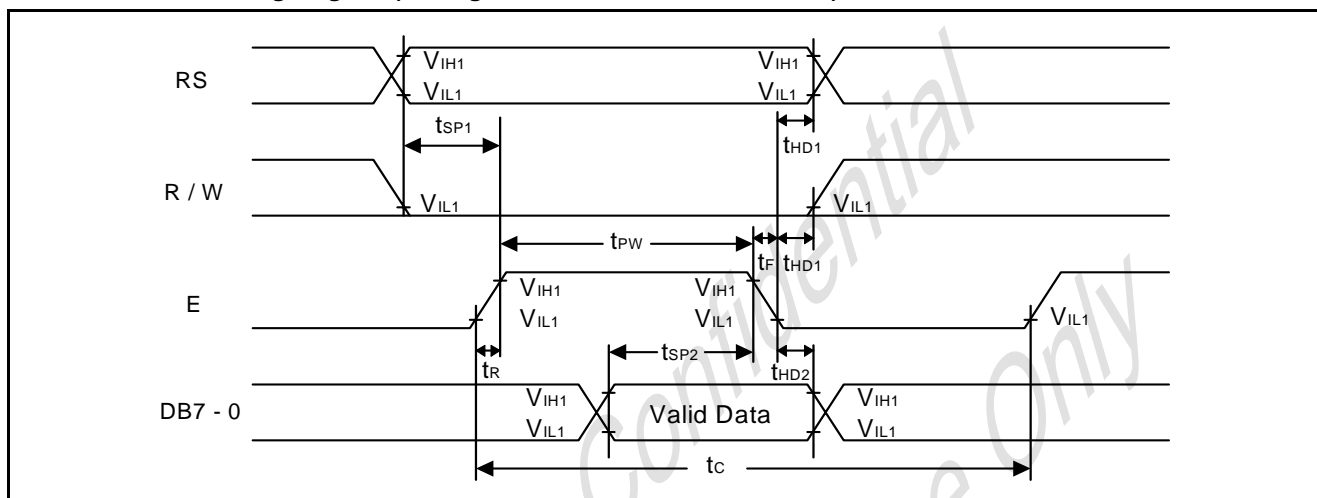 RS
VIH1
VIL1
VIH1
VIL1
tSP1
tHD1
R / W
VIL1
VIL1
tPW
tF
tHD1
E
VIH1
VIL1
VIH1
VIL1
VIL1
tR
tSP2
tHD2
DB7 - 0
VIH1
VIL1
Valid Data
VIH1
VIL1
tC
Confidential
Only